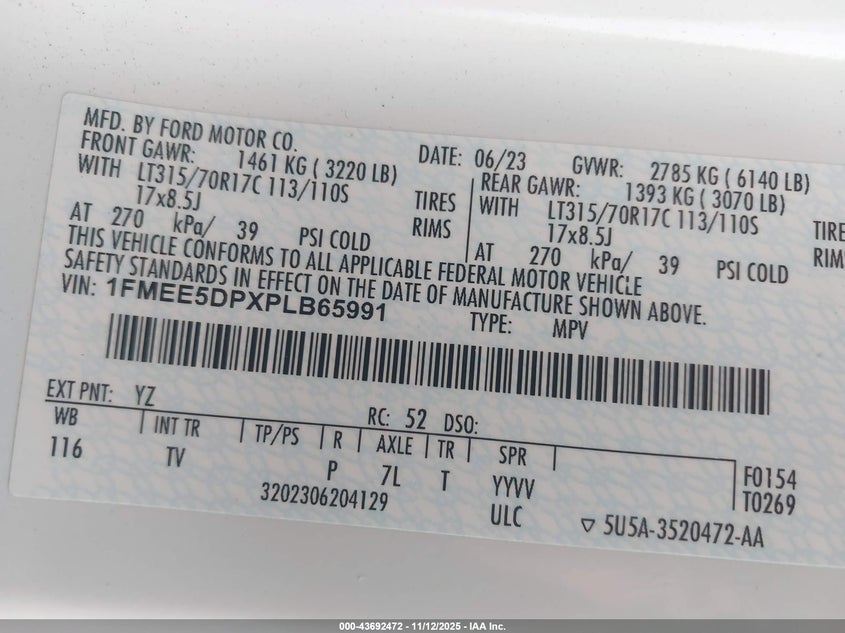 MFD. BY FORD MOTOR CO.
DATE: 06/23 GVWR: 2785 KG ( 6140 LB)
FRONT GAWR: 1461 KG ( 3220 LB)
WITH LT315/70R17C 113/110S TIRES
17x8.5J RIMS
AT 270 kPa/ 39 PSI COLD
REAR GAWR: 1393 KG ( 3070 LB)
WITH LT315/70R17C 113/110S TIRE
17x8.5J RIM
AT 270 kPa/ 39 PSI COLD
THIS VEHICLE CONFORMS TO ALL APPLICABLE FEDERAL MOTOR VEHICLE
SAFETY STANDARDS IN EFFECT ON THE DATE OF MANUFACTURE SHOWN ABOVE.
VIN: 1FMEE5DPXPLB65991
TYPE: MPV
EXT PNT: YZ RC: 52 DSO:
WB INT TR TP/PS R AXLE TR SPR
116 TV P 7L T YYVV
F0154
T0269
3202306204129 ULC
▽ 5U5A-3520472-AA
000-43692472 - 11/12/2025 - IAA Inc.